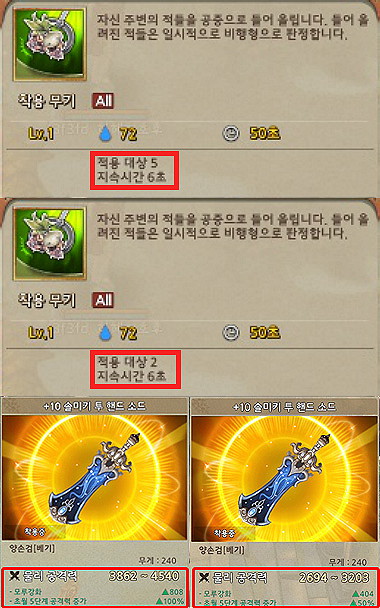 자신 주변의 적들을 공중으로 들어 올립니다. 들어 올
려진 적들은 일시적으로 비행형으로 판정합니다.
착용 무기 All
Lv.1 72 50초
적용 대상 5
지속시간 6초
자신 주변의 적들을 공중으로 들어 올립니다. 들어 올
려진 적들은 일시적으로 비행형으로 판정합니다.
착용 무기 All
Lv.1 72 50초
적용 대상 2
지속시간 6초
+10 솔미키 투 핸드 소드
착용중
양손검[베기]
무게 : 240
물리 공격력 3862 ~ 4540
- 모루강화 ▲808
- 초월 5단계 공격력 증가 ▲100%
+10 솔미키 투 핸드 소드
착용중
양손검[베기]
무게 : 240
물리 공격력 2694 ~ 3203
- 모루강화 ▲404
- 초월 5단계 공격력 증가 ▲50%